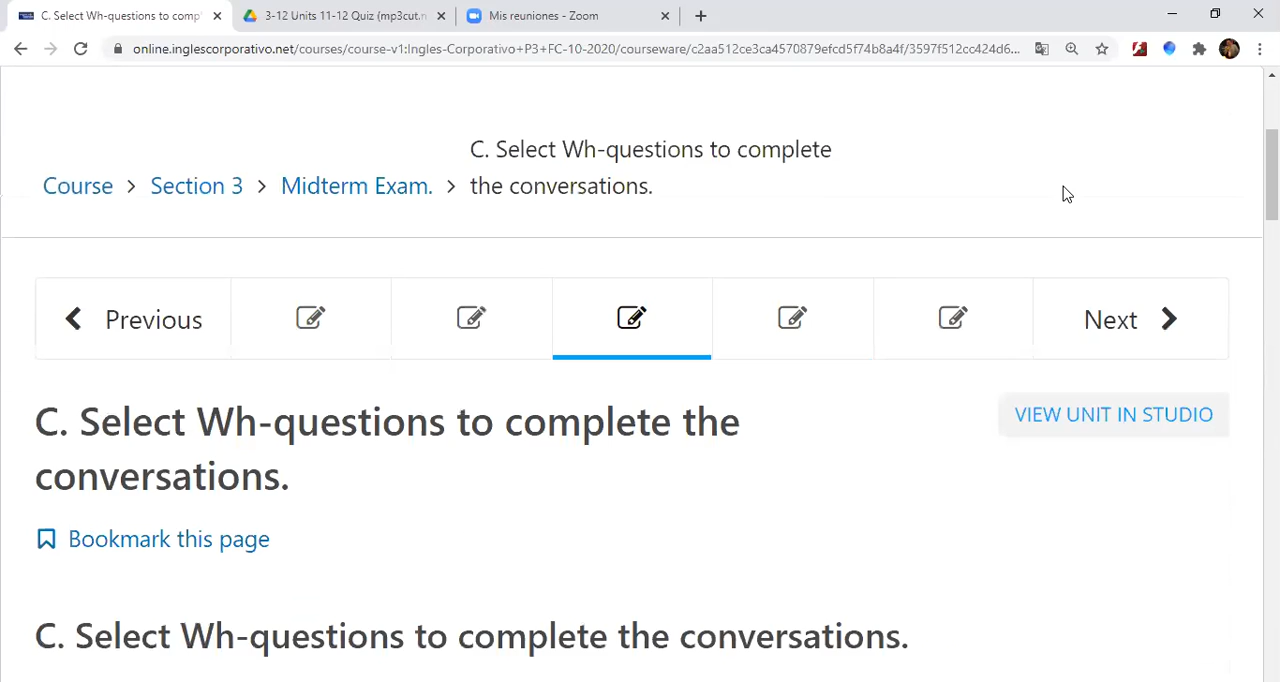 C. Select Wh-questions to comp
3-12 Units 11-12 Quiz (mp3cut.n
Mis reuniones - Zoom
online.inglescorporativo.net/courses/course-v1:Ingles-Corporativo+P3+FC-10-2020/courseware/c2aa512ce3ca4570879efcd5f74b8a4f/3597f512cc424d6...
C. Select Wh-questions to complete
Course > Section 3 > Midterm Exam. > the conversations.
Previous
Next
C. Select Wh-questions to complete the
conversations.
VIEW UNIT IN STUDIO
Bookmark this page
C. Select Wh-questions to complete the conversations.